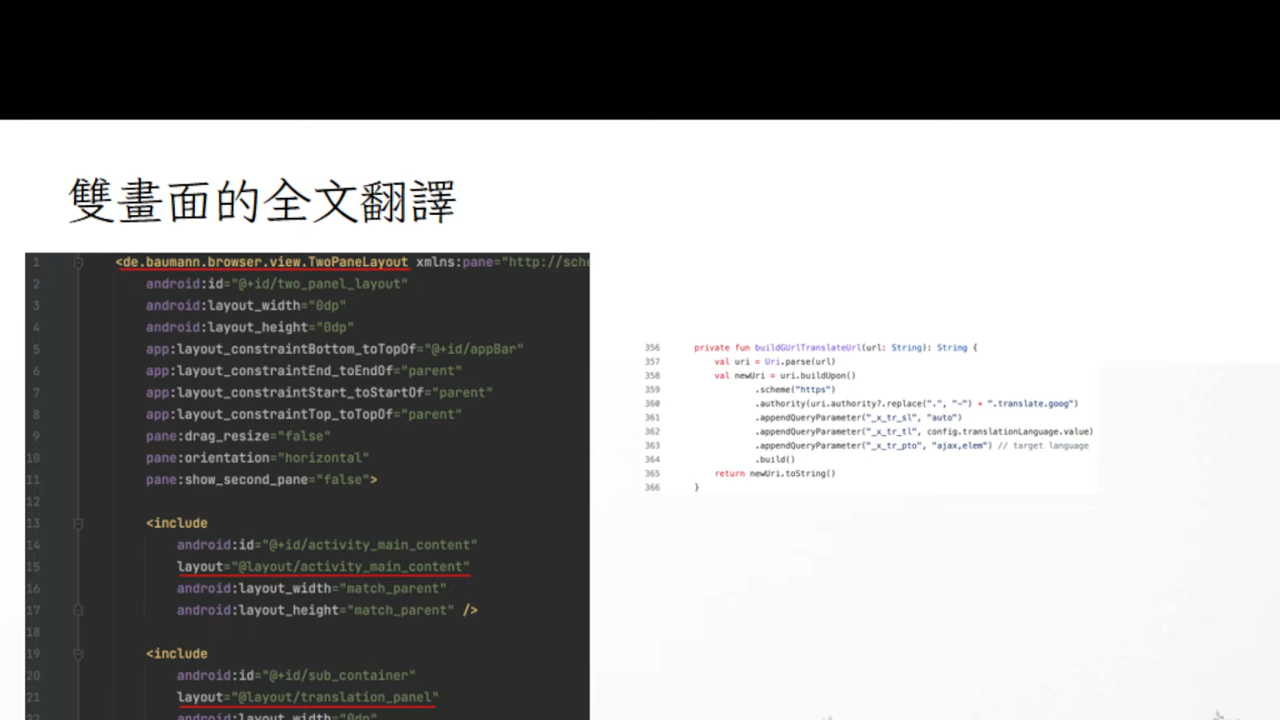 雙畫面的全文翻譯
1 <de.baumann.browser.view.TwoPaneLayout xmlns:pane="http://sche
2 android:id="@+id/two_panel_layout"
3 android:layout_width="0dp"
4 android:layout_height="0dp"
5 app:layout_constraintBottom_toTopOf="@+id/appBar"
6 app:layout_constraintEnd_toEndOf="parent"
7 app:layout_constraintStart_toStartOf="parent"
8 app:layout_constraintTop_toTopOf="parent"
9 pane:drag_resize="false"
10 pane:orientation="horizontal"
11 pane:show_second_pane="false">
12
13 <include
14 android:id="@+id/activity_main_content"
15 layout="@layout/activity_main_content"
16 android:layout_width="match_parent"
17 android:layout_height="match_parent" />
18
19 <include
20 android:id="@+id/sub_container"
21 layout="@layout/translation_panel"
22 android:layout_width="0dp"
356 private fun buildGUrlTranslateUrl(url: String): String {
357 val uri = Uri.parse(url)
358 val newUri = uri.buildUpon()
359 .scheme("https")
360 .authority(uri.authority?.replace(".", "-") + ".translate.goog")
361 .appendQueryParameter("_x_tr_sl", "auto")
362 .appendQueryParameter("_x_tr_tl", config.translationLanguage.value)
363 .appendQueryParameter("_x_tr_pto", "ajax,elem") // target language
364 .build()
365 return newUri.toString()
366 }